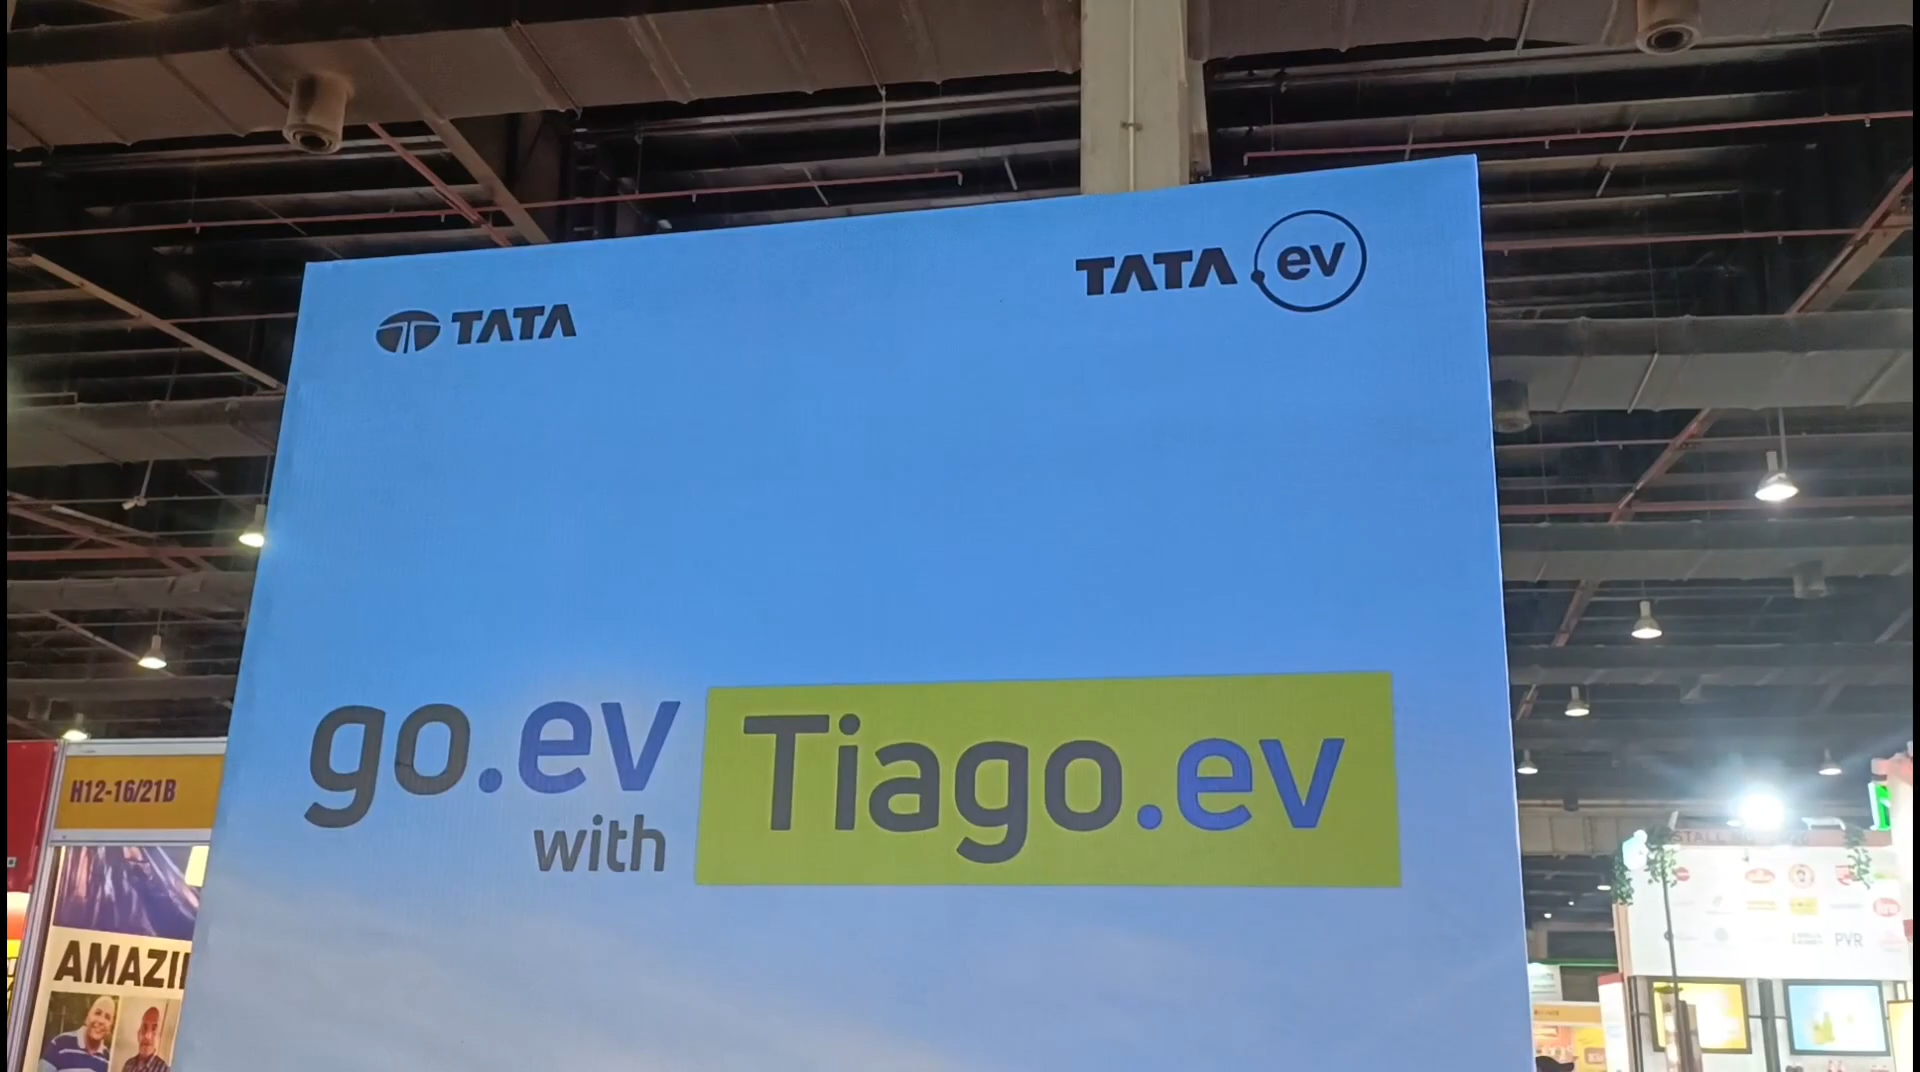 TATA
TATA .ev
go.ev
with
Tiago.ev
H12-16/21B
AMAZI
PVR